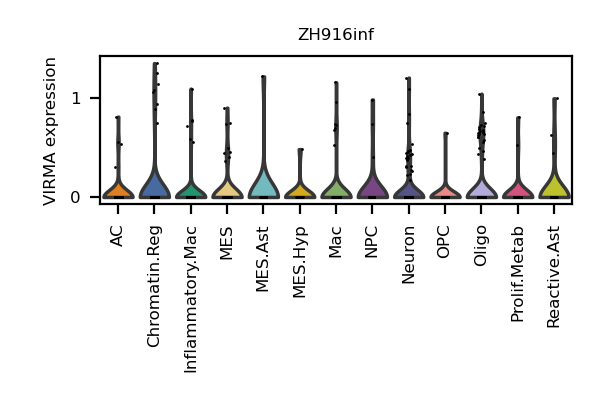 ZH916inf
VIRMA expression
1
0
AC
Chromatin.Reg
Inflammatory.Mac
MES
MES.Ast
MES.Hyp
Mac
NPC
Neuron
OPC
Oligo
Prolif.Metab
Reactive.Ast